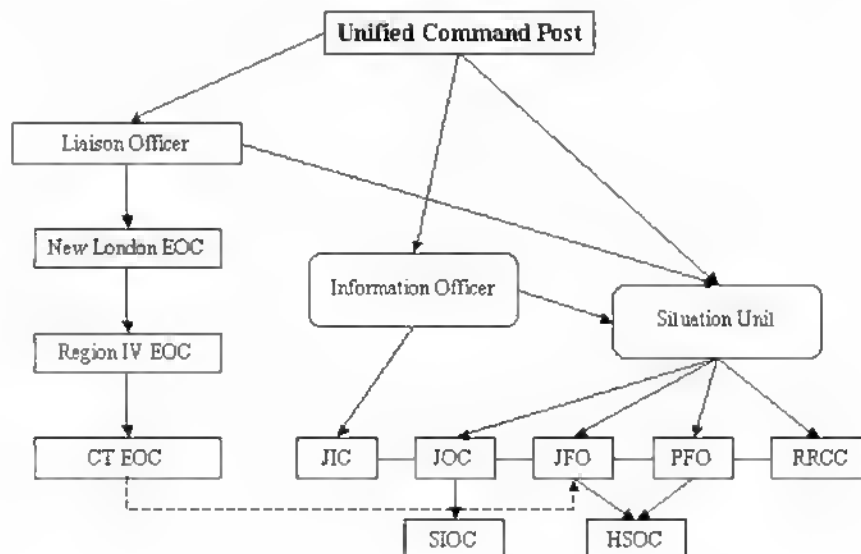 Unified Command Post
Liaison Officer
New London EOC
Information Officer
Situation Unit
Region IV EOC
CT EOC
JIC
JOC
JFO
PFO
RRCC
SIOC
HSOC